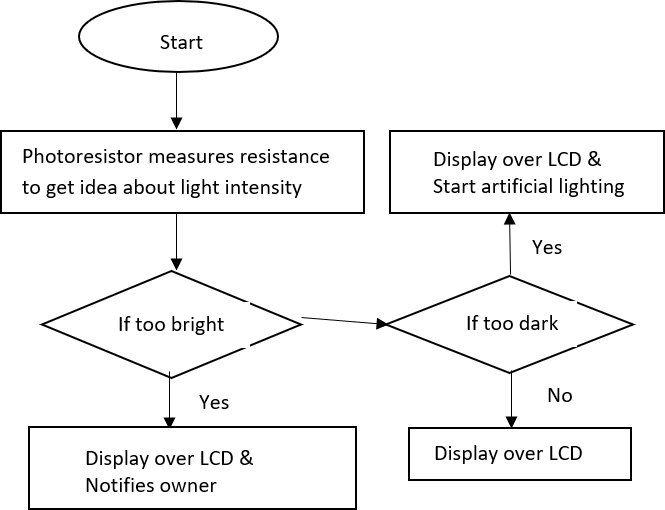 Start
Photoresistor measures resistance
to get idea about light intensity
Display over LCD &
Start artificial lighting
Yes
If too bright
If too dark
Yes
No
Display over LCD &
Notifies owner
Display over LCD